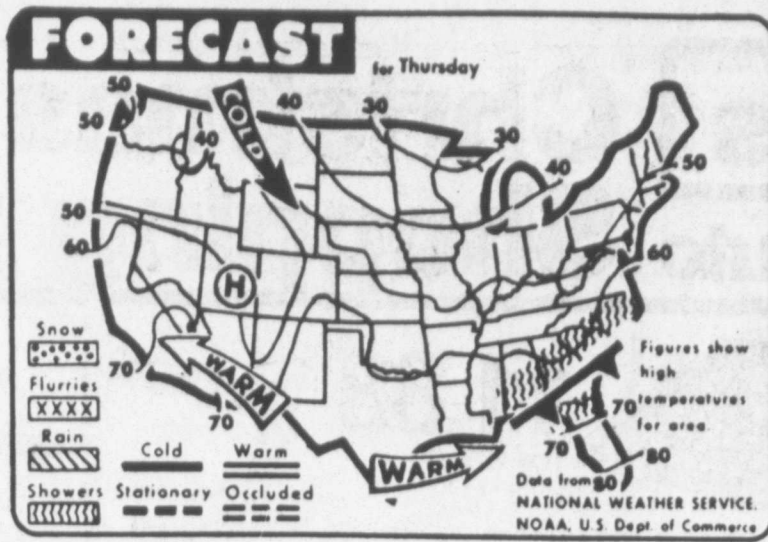 FORECAST
for Thursday
50
50
40
COLD
40
30
30
40
50
50
60
60
H
Snow
Flurries
XXXX
Rain
Showers
70
WARM
70
Cold
Warm
Stationary
Occluded
WARM
Figures show
high
temperatures
for area
70
70
80
80
Data from
NATIONAL WEATHER SERVICE.
NOAA, U.S. Dept. of Commerce